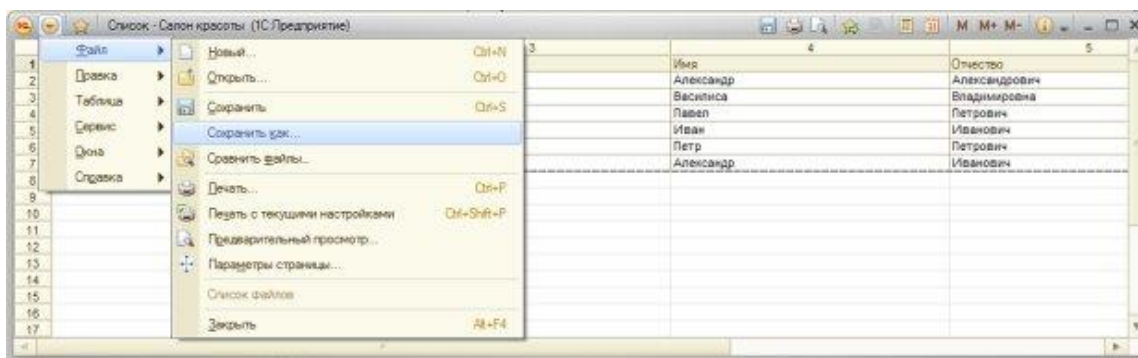 Список - Салон красоты (1С:Предприятие)
M M+ M-
Файл
Правка
Таблица
Сервис
Окна
Справка
Новый... Ctrl+N
Открыть... Ctrl+O
Сохранить Ctrl+S
Сохранить как...
Сравнить файлы...
Печать... Ctrl+P
Печать с текущими настройками Ctrl+Shift+P
Предварительный просмотр...
Параметры страницы...
Список файлов
Закрыть Alt+F4
3 4 5
1 Имя Отчество
2 Александр Александрович
3 Василиса Владимировна
4 Павел Петрович
5 Иван Иванович
6 Петр Петрович
7 Александр Иванович
8
9
10
11
12
13
14
15
16
17